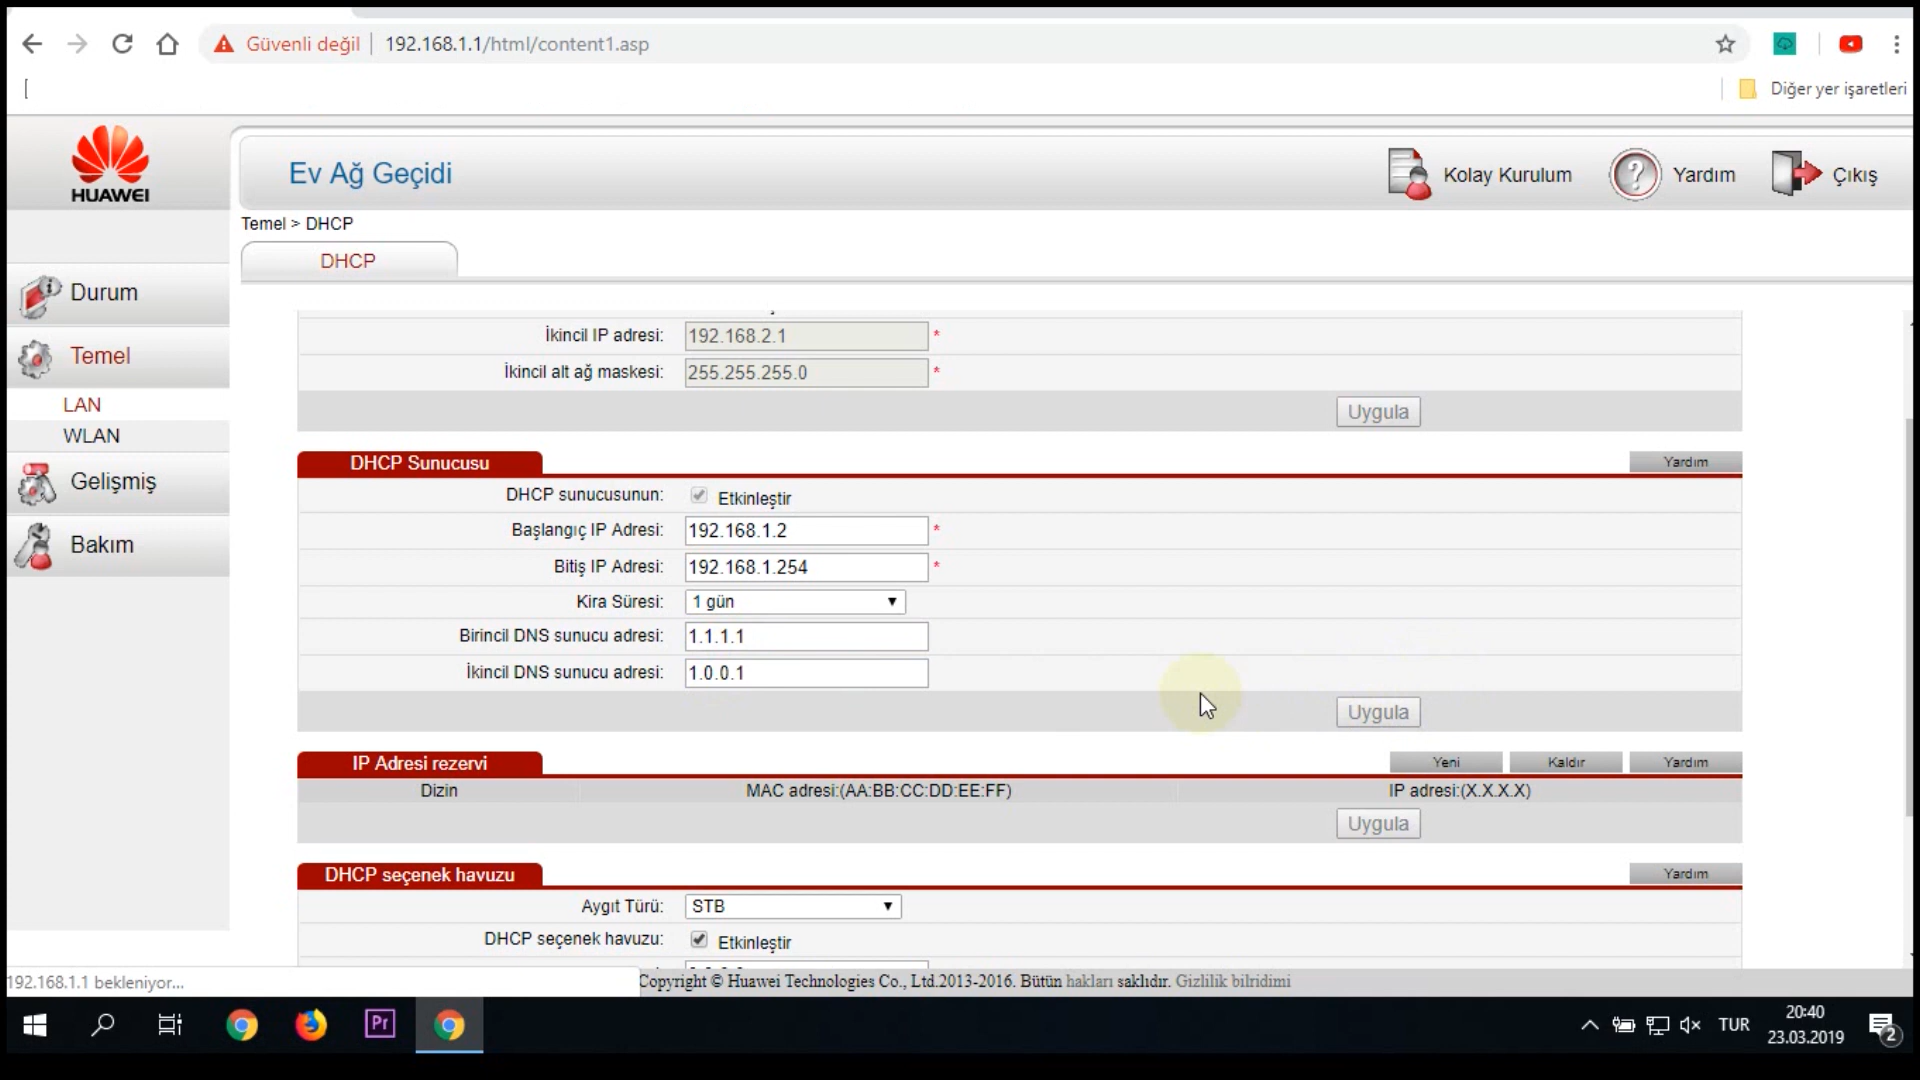 Güvenli değil 192.168.1.1/html/content1.asp
[
Diğer yer işaretleri
HUAWEI
Ev Ağ Geçidi
Kolay Kurulum
Yardım
Çıkış
Temel > DHCP
DHCP
Durum
Temel
LAN
WLAN
Gelişmiş
Bakım
İkincil IP adresi: 192.168.2.1 *
İkincil alt ağ maskesi: 255.255.255.0 *
Uygula
DHCP Sunucusu
Yardım
DHCP sunucusunun: Etkinleştir
Başlangıç IP Adresi: 192.168.1.2 *
Bitiş IP Adresi: 192.168.1.254 *
Kira Süresi: 1 gün
Birincil DNS sunucu adresi: 1.1.1.1
İkincil DNS sunucu adresi: 1.0.0.1
Uygula
IP Adresi rezervi
Yeni Kaldır Yardım
Dizin MAC adresi:(AA:BB:CC:DD:EE:FF) IP adresi:(X.X.X.X)
Uygula
DHCP seçenek havuzu
Yardım
Aygıt Türü: STB
DHCP seçenek havuzu: Etkinleştir
192.168.1.1 bekleniyor...
Copyright © Huawei Technologies Co., Ltd.2013-2016. Bütün hakları saklıdır. Gizlilik bilridimi
Pr
TUR
20:40
23.03.2019
2